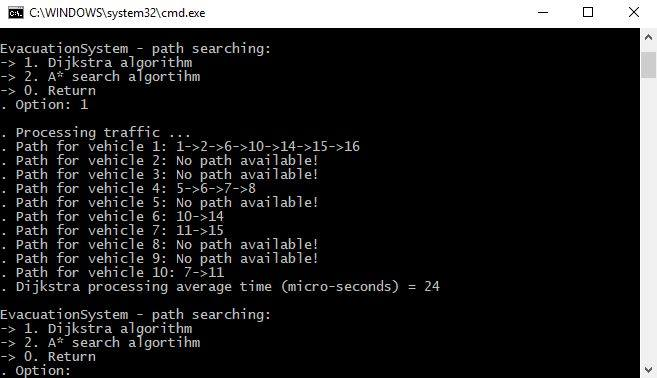 C:\WINDOWS\system32\cmd.exe
EvacuationSystem - path searching:
-> 1. Dijkstra algorithm
-> 2. A* search algortihm
-> 0. Return
. Option: 1
. Processing traffic ...
. Path for vehicle 1: 1->2->6->10->14->15->16
. Path for vehicle 2: No path available!
. Path for vehicle 3: No path available!
. Path for vehicle 4: 5->6->7->8
. Path for vehicle 5: No path available!
. Path for vehicle 6: 10->14
. Path for vehicle 7: 11->15
. Path for vehicle 8: No path available!
. Path for vehicle 9: No path available!
. Path for vehicle 10: 7->11
. Dijkstra processing average time (micro-seconds) = 24
EvacuationSystem - path searching:
-> 1. Dijkstra algorithm
-> 2. A* search algortihm
-> 0. Return
. Option: